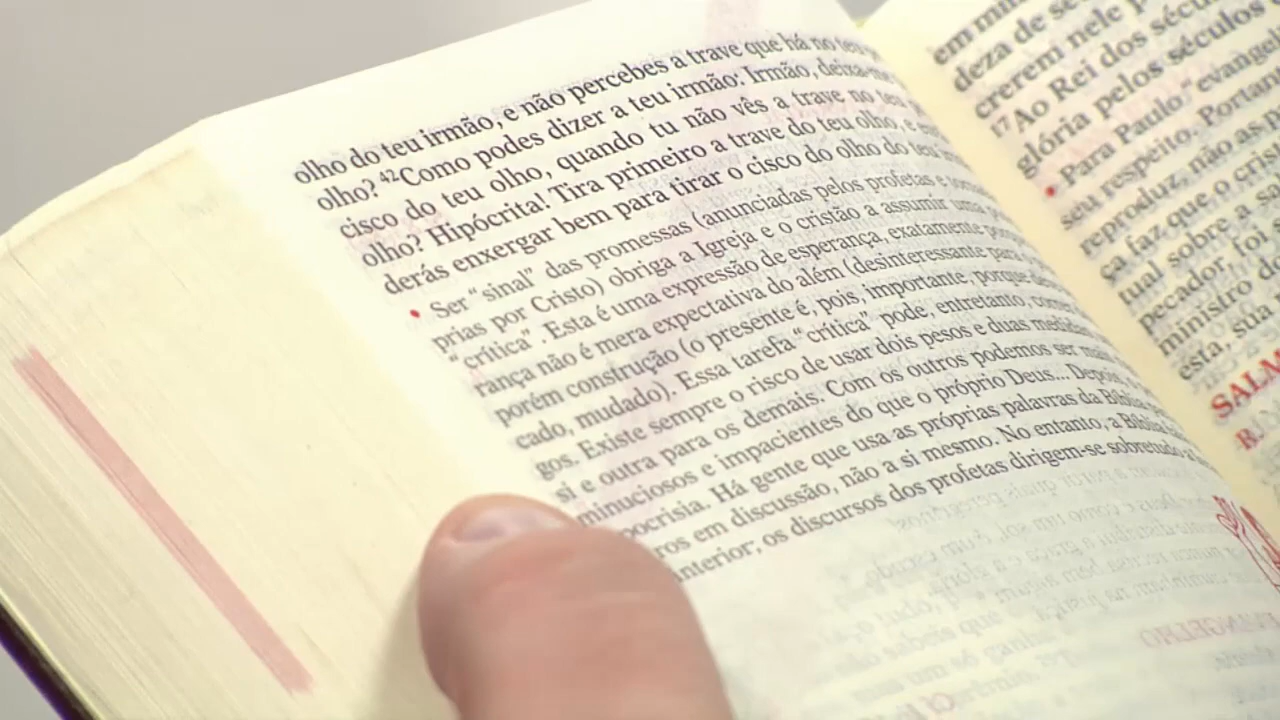 olho do teu irmão, e não percebes a trave que há no teu
olho? 42Como podes dizer a teu irmão: Irmão, deixa-me
cisco do teu olho, quando tu não vês a trave no teu
olho? Hipócrita! Tira primeiro a trave do teu olho, e
derás enxergar bem para tirar o cisco do olho do teu
• Ser “sinal” das promessas (anunciadas pelos profetas e
prias por Cristo) obriga a Igreja e o cristão a assumir uma
“crítica”. Esta é uma expressão de esperança, exatamente
rança não é mera expectativa do além (desinteressante para
porém construção (o presente é, pois, importante, porque
cado, mudado). Essa tarefa “crítica” pode, entretanto,
gos. Existe sempre o risco de usar dois pesos e duas medidas
si e outra para os demais. Com os outros podemos ser mais
minuciosos e impacientes do que o próprio Deus... Depois,
pocrisia. Há gente que usa as próprias palavras da Bíblia
ros em discussão, não a si mesmo. No entanto, a Bíblia
anterior; os discursos dos profetas dirigem-se sobretudo
deza de
crerem nele
17Ao Rei dos
glória pelos séculos
• Para Paulo,
seu respeito. Portan
reproduz, não as
ça faz que o
tual sobre a
pecador, foi
ministro
esta, sua
SALM